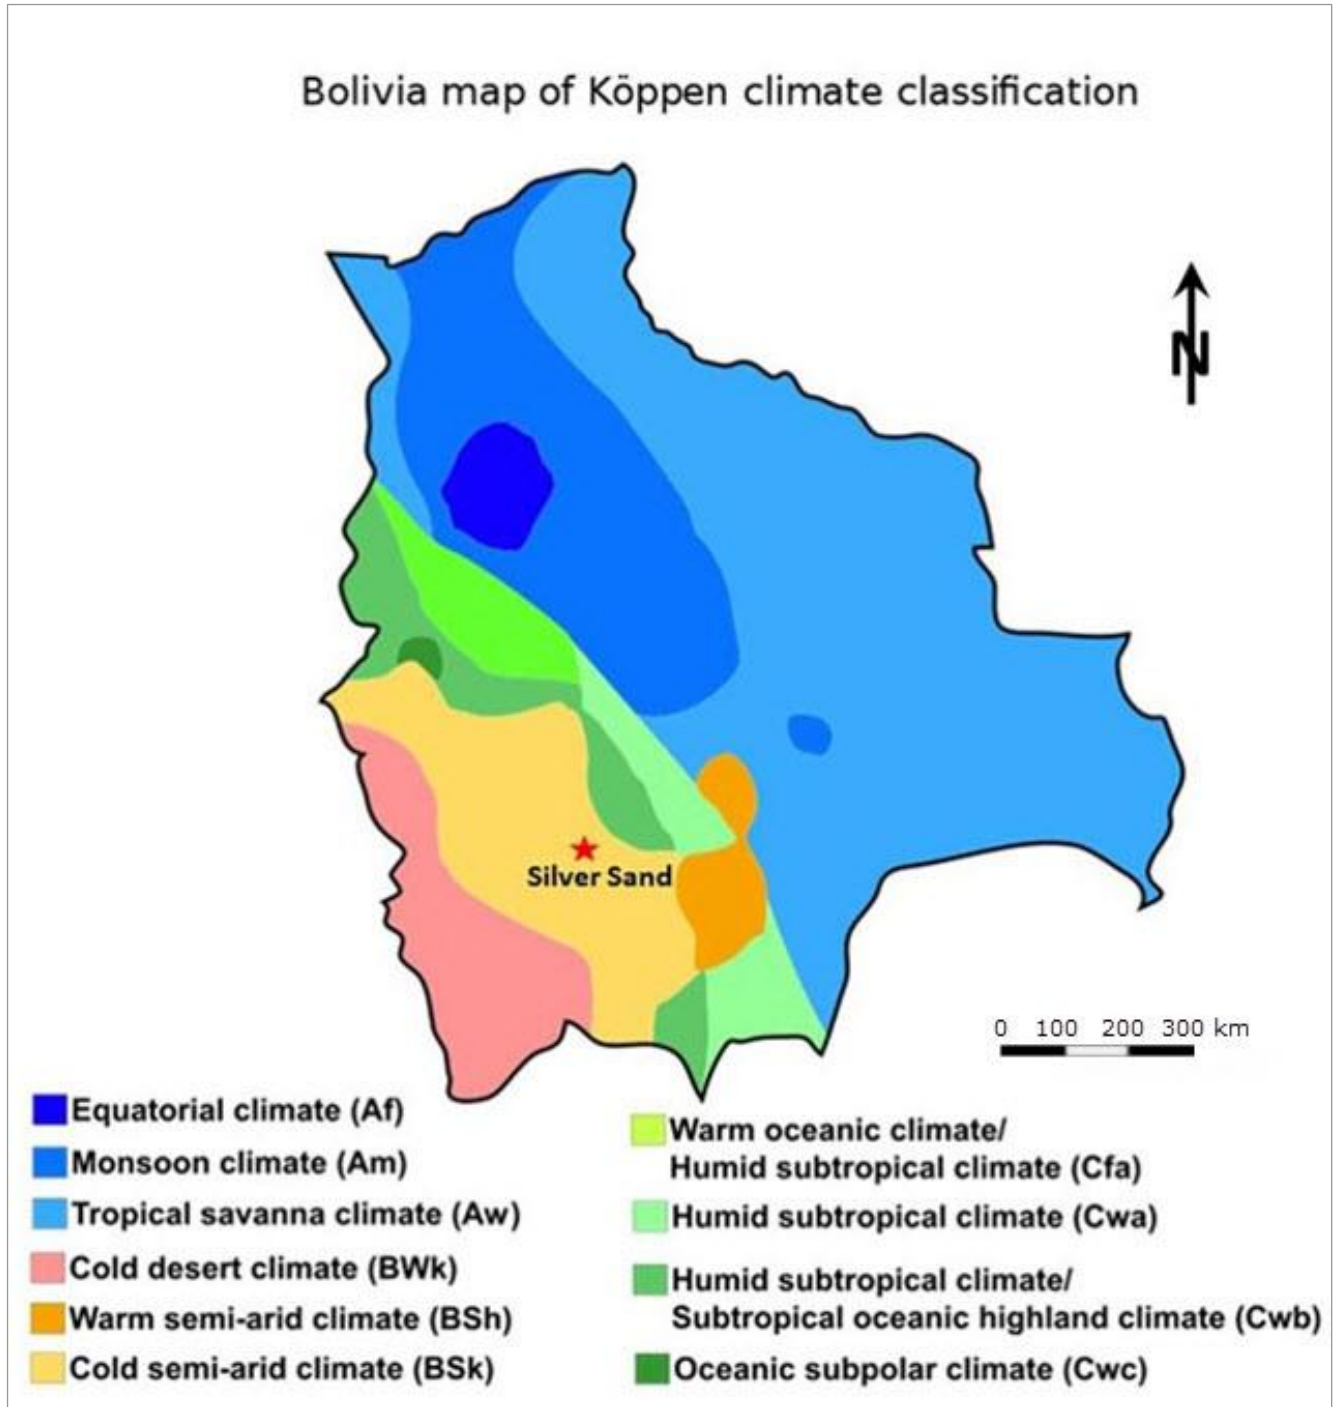 Bolivia map of Köppen climate classification
N
Silver Sand
0 100 200 300 km
Equatorial climate (Af)
Monsoon climate (Am)
Tropical savanna climate (Aw)
Cold desert climate (BWk)
Warm semi-arid climate (BSh)
Cold semi-arid climate (BSk)
Warm oceanic climate/
Humid subtropical climate (Cfa)
Humid subtropical climate (Cwa)
Humid subtropical climate/
Subtropical oceanic highland climate (Cwb)
Oceanic subpolar climate (Cwc)